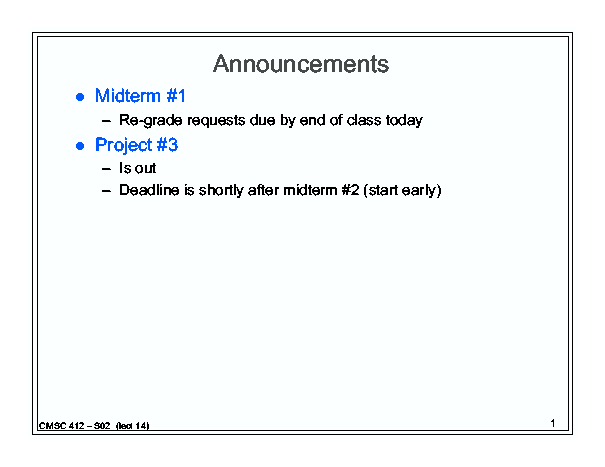 Announcements
● Midterm #1
– Re-grade requests due by end of class today
● Project #3
– Is out
– Deadline is shortly after midterm #2 (start early)
CMSC 412 – S02 (lect 14)
1